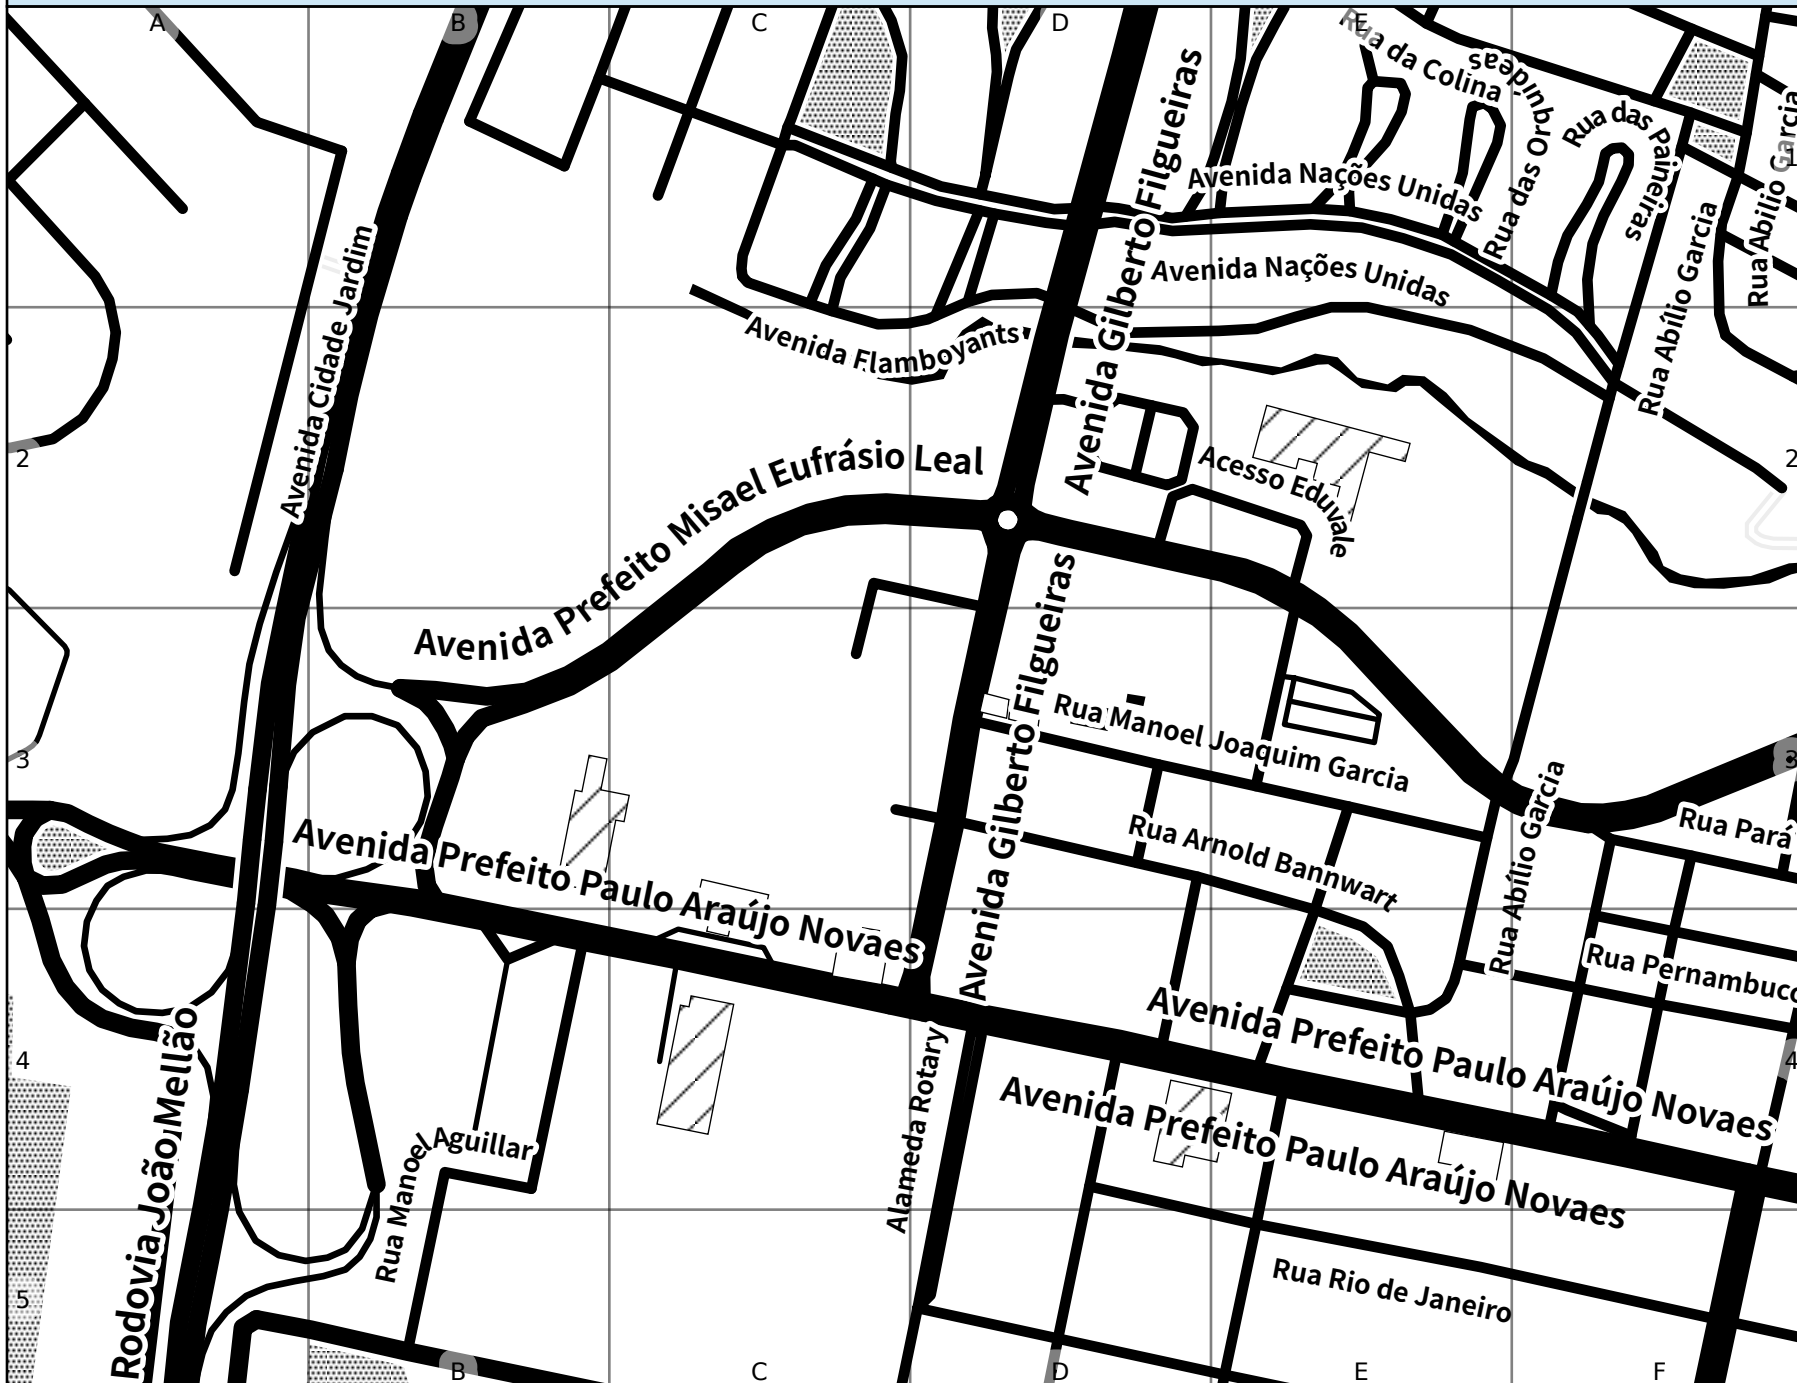 A
B
C
D
E
Rua da Colina
Rua das Orquídeas
Rua das Paineiras
Rua Abílio Garcia
1
Avenida Gilberto Filgueiras
Avenida Nações Unidas
Avenida Nações Unidas
Rua Abílio Garcia
Avenida Cidade Jardim
Avenida Flamboyants
2
Avenida Prefeito Misael Eufrásio Leal
Acesso Eduvale
2
Avenida Gilberto Filgueiras
Rua Manoel Joaquim Garcia
3
3
Rua Abílio Garcia
Rua Pará
Rua Arnold Bannwart
Avenida Prefeito Paulo Araújo Novaes
Rua Pernambuco
Avenida Prefeito Paulo Araújo Novaes
4
4
Avenida Prefeito Paulo Araújo Novaes
Alameda Rotary
Rua Manoel Aguillar
Rodovia João Mellão
Rua Rio de Janeiro
5
B
C
D
E
F